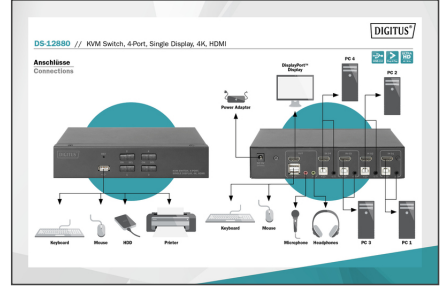 DIGITUS®
DS-12880 // KVM Switch, 4-Port, Single Display, 4K, HDMI
Anschlüsse
Connections
PC 4
DisplayPort™
Display
PC 2
Power Adapter
DIGITUS
Keyboard
Mouse
HDD
Printer
Keyboard
Mouse
Microphone
Headphones
PC 3
PC 1